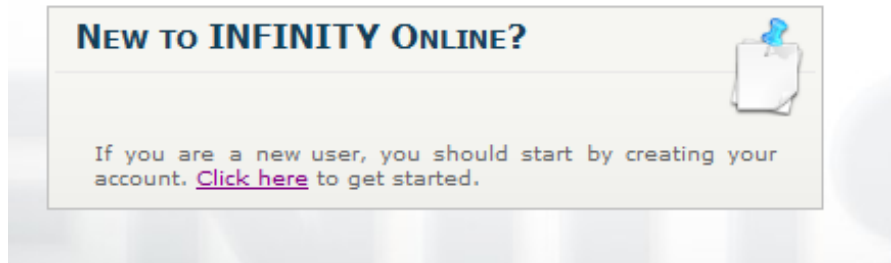 New to INFINITY Online?
If you are a new user, you should start by creating your
account. Click here to get started.